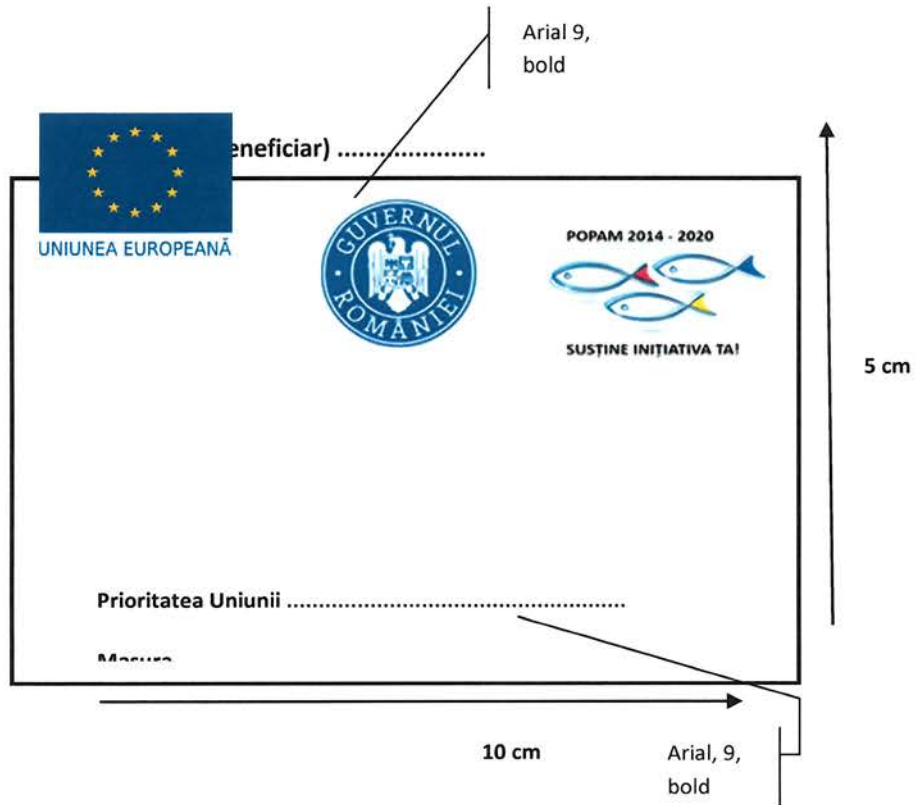 Arial 9,
bold
eneficiar) .....................
UNIUNEA EUROPEANĂ
GUVERNUL ROMÂNIEI
POPAM 2014 - 2020
SUSȚINE INIȚIATIVA TA!
5 cm
Prioritatea Uniunii ....................................................
Masura
10 cm
Arial, 9,
bold